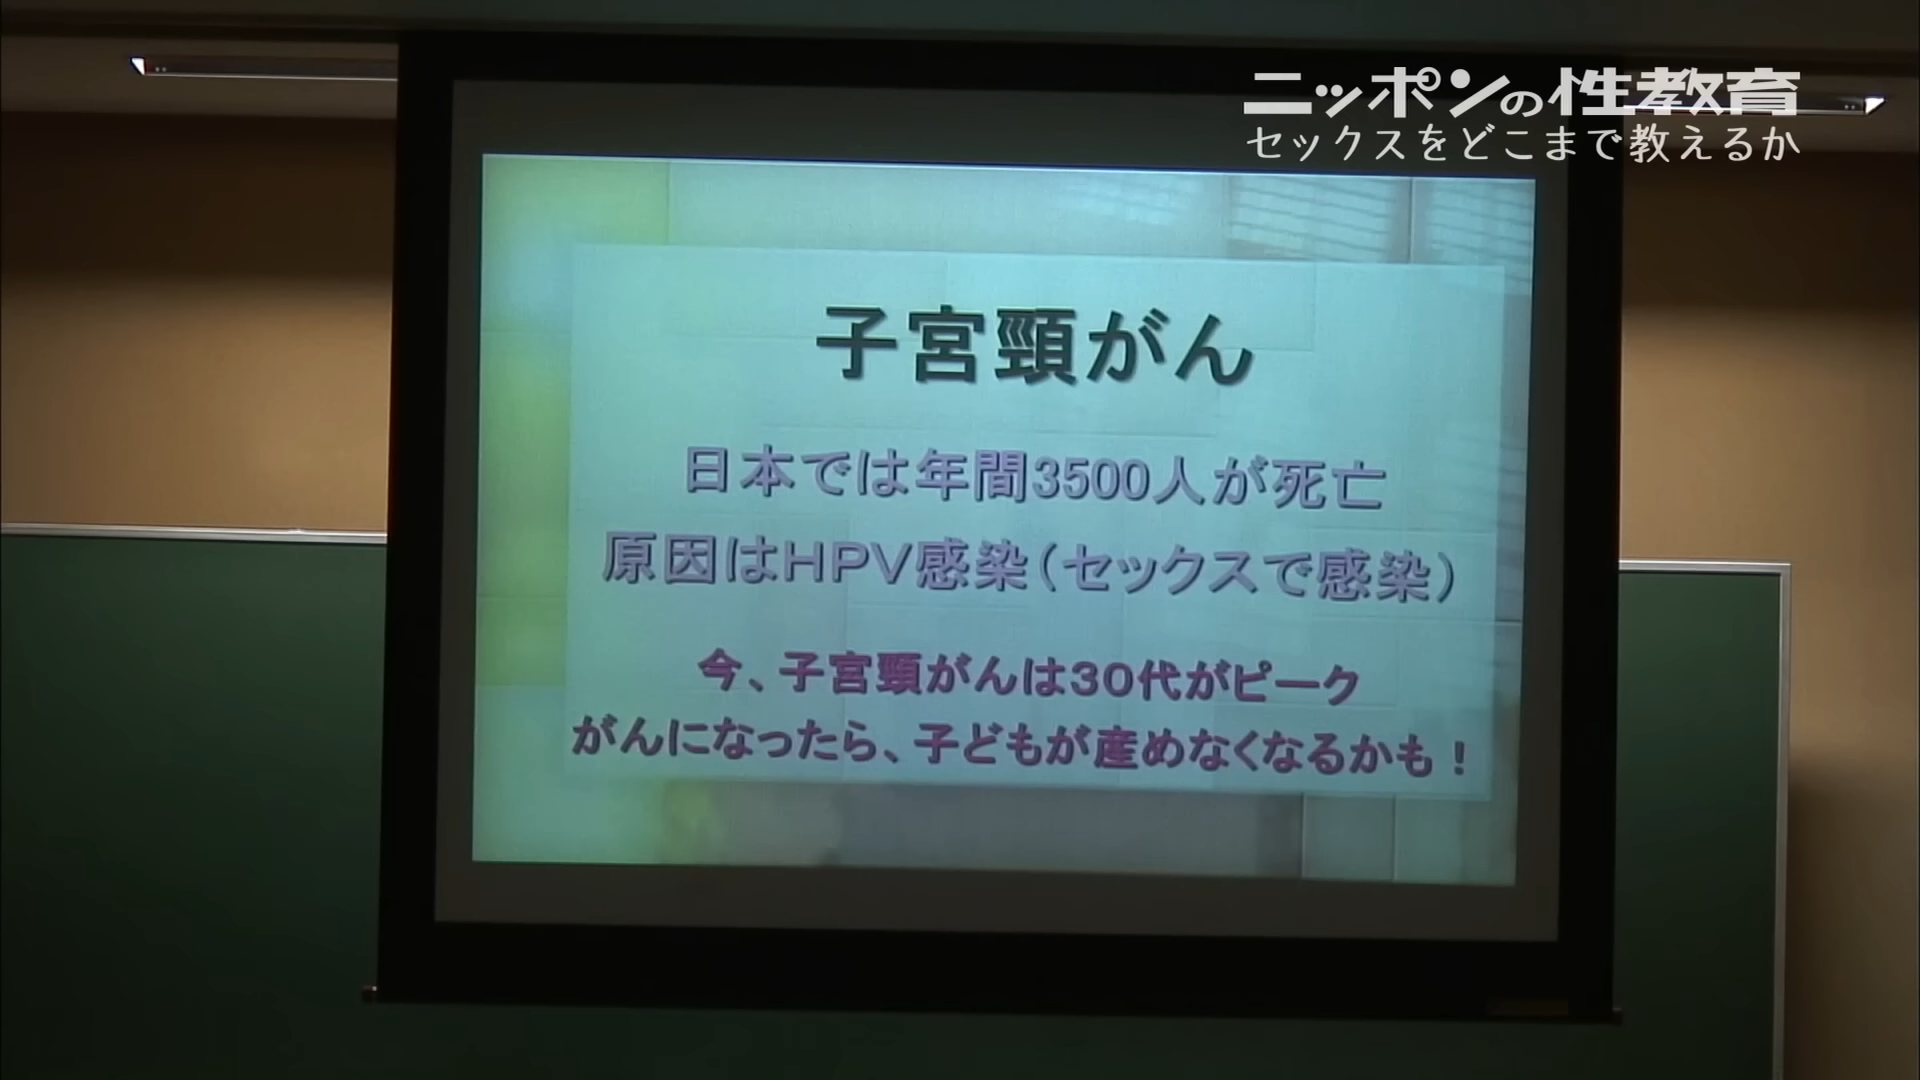 ニッポンの性教育
セックスをどこまで教えるか
子宮頸がん
日本では年間3500人が死亡
原因はHPV感染(セックスで感染)
今、子宮頸がんは30代がピーク
がんになったら、子どもが産めなくなるかも!